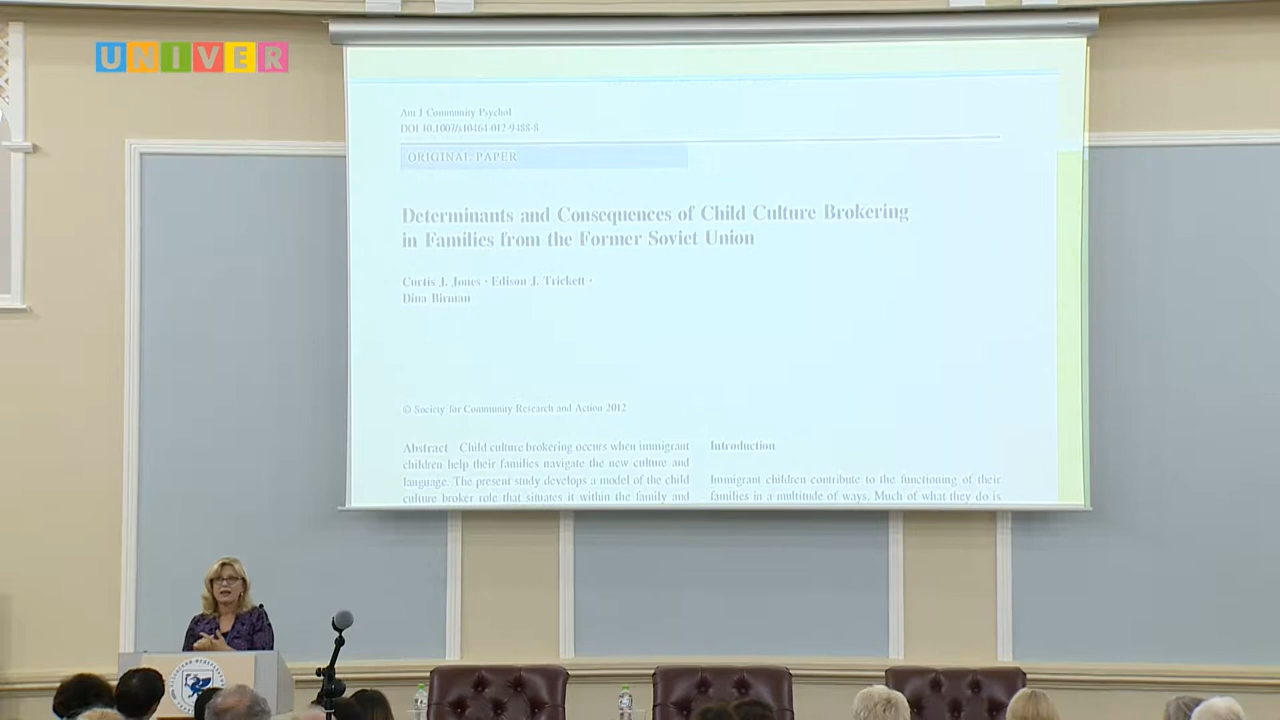 UNIVER
Am J Community Psychol
DOI 10.1007/s10464-012-9488-8
ORIGINAL PAPER
Determinants and Consequences of Child Culture Brokering
in Families from the Former Soviet Union
Curtis J. Jones · Edison J. Trickett ·
Dina Birman
© Society for Community Research and Action 2012
Abstract Child culture brokering occurs when immigrant
children help their families navigate the new culture and
language. The present study develops a model of the child
culture broker role that situates it within the family and
Introduction
Immigrant children contribute to the functioning of their
families in a multitude of ways. Much of what they do is